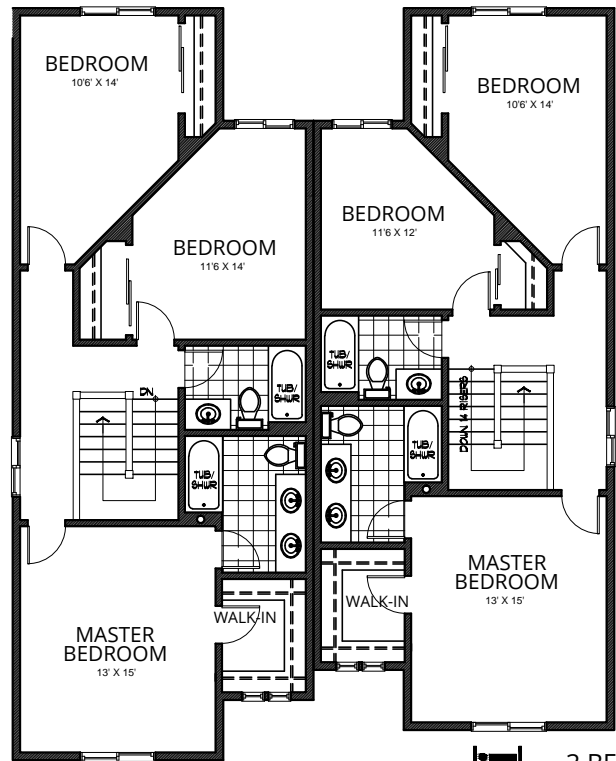 BEDROOM
10'6' X 14'
BEDROOM
10'6' X 14'
BEDROOM
11'6 X 14'
BEDROOM
11'6 X 12'
TUB/
SHWR
TUB/
SHWR
DN
DOWN 14 RISERS
TUB/
SHWR
TUB/
SHWR
MASTER
BEDROOM
13' X 15'
WALK-IN
WALK-IN
MASTER
BEDROOM
13' X 15'